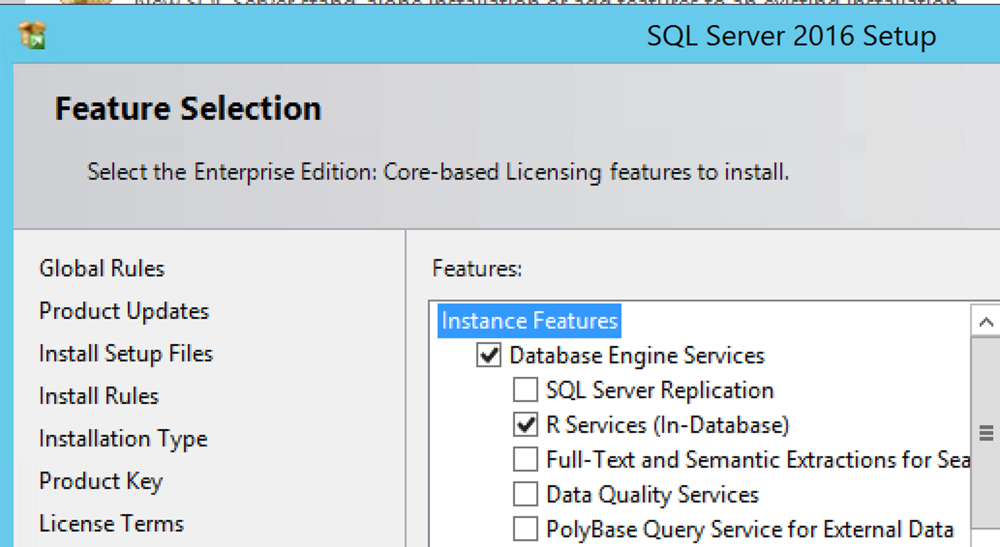 SQL Server 2016 Setup
Feature Selection
Select the Enterprise Edition: Core-based Licensing features to install.
Global Rules
Product Updates
Install Setup Files
Install Rules
Installation Type
Product Key
License Terms
Features:
Instance Features
Database Engine Services
SQL Server Replication
R Services (In-Database)
Full-Text and Semantic Extractions for Sea
Data Quality Services
PolyBase Query Service for External Data